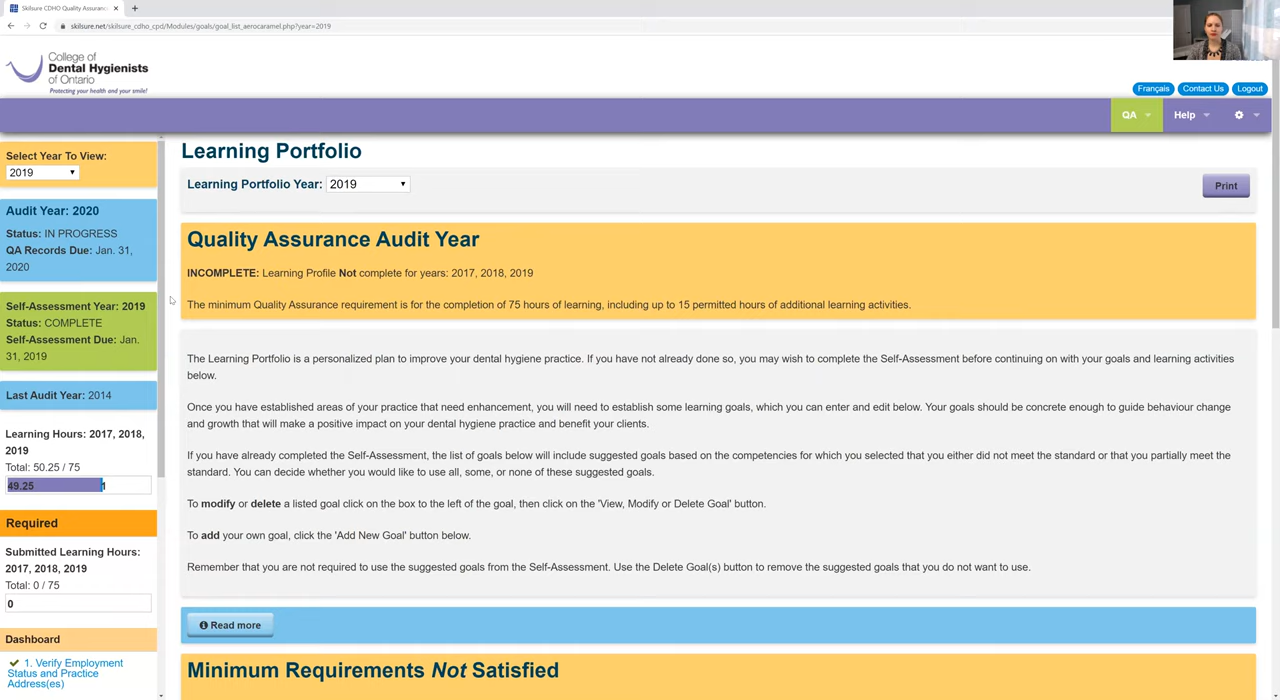 Skilsure CDHO Quality Assuranc
skilsure.net/skilsure_cdho_cpd/Modules/goals/goal_list_aerocaramel.php?year=2019
College of
Dental Hygienists
of Ontario
Protecting your health and your smile!
Français
Contact Us
Logout
QA
Help
Select Year To View:
2019
Audit Year: 2020
Status: IN PROGRESS
QA Records Due: Jan. 31,
2020
Self-Assessment Year: 2019
Status: COMPLETE
Self-Assessment Due: Jan.
31, 2019
Last Audit Year: 2014
Learning Hours: 2017, 2018,
2019
Total: 50.25 / 75
49.25 1
Required
Submitted Learning Hours:
2017, 2018, 2019
Total: 0 / 75
0
Dashboard
1. Verify Employment
Status and Practice
Address(es)
Learning Portfolio
Learning Portfolio Year: 2019
Print
Quality Assurance Audit Year
INCOMPLETE: Learning Profile Not complete for years: 2017, 2018, 2019
The minimum Quality Assurance requirement is for the completion of 75 hours of learning, including up to 15 permitted hours of additional learning activities.
The Learning Portfolio is a personalized plan to improve your dental hygiene practice. If you have not already done so, you may wish to complete the Self-Assessment before continuing on with your goals and learning activities
below.
Once you have established areas of your practice that need enhancement, you will need to establish some learning goals, which you can enter and edit below. Your goals should be concrete enough to guide behaviour change
and growth that will make a positive impact on your dental hygiene practice and benefit your clients.
If you have already completed the Self-Assessment, the list of goals below will include suggested goals based on the competencies for which you selected that you either did not meet the standard or that you partially meet the
standard. You can decide whether you would like to use all, some, or none of these suggested goals.
To modify or delete a listed goal click on the box to the left of the goal, then click on the 'View, Modify or Delete Goal' button.
To add your own goal, click the 'Add New Goal' button below.
Remember that you are not required to use the suggested goals from the Self-Assessment. Use the Delete Goal(s) button to remove the suggested goals that you do not want to use.
Read more
Minimum Requirements Not Satisfied